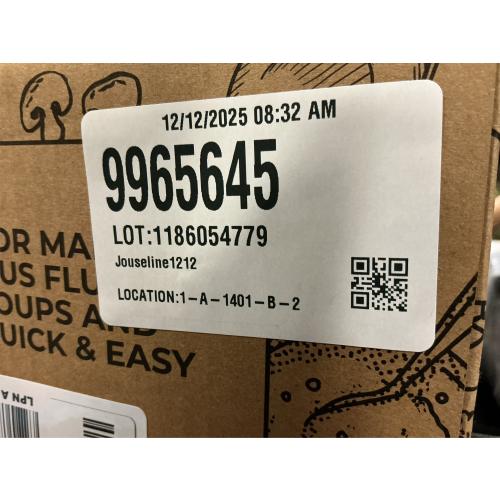 12/12/2025 08:32 AM
9965645
LOT:1186054779
Jouseline1212
LOCATION:1-A-1401-B-2
OR MA
US FLU
OUPS AND
UICK & EASY
LPN A